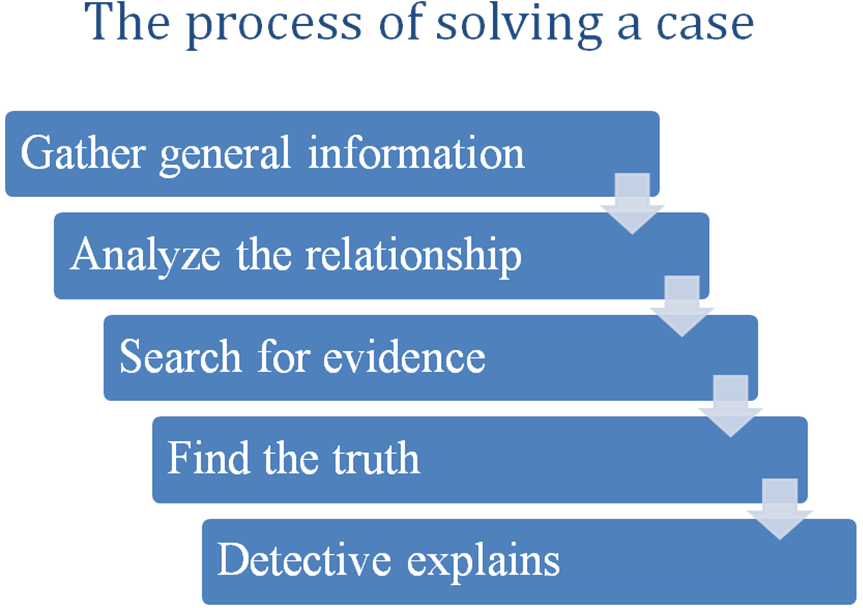 The process of solving a case
Gather general information
Analyze the relationship
Search for evidence
Find the truth
Detective explains